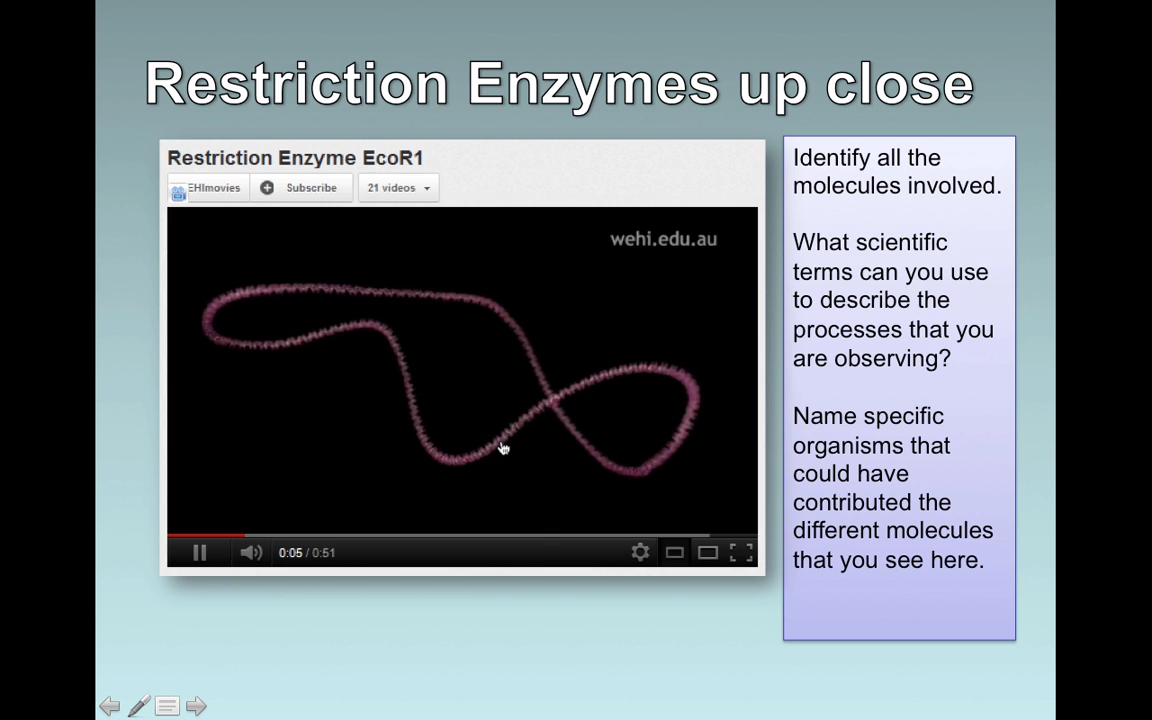 Restriction Enzymes up close
Restriction Enzyme EcoR1
EHImovies Subscribe 21 videos
wehi.edu.au
0:05 / 0:51
Identify all the
molecules involved.
What scientific
terms can you use
to describe the
processes that you
are observing?
Name specific
organisms that
could have
contributed the
different molecules
that you see here.